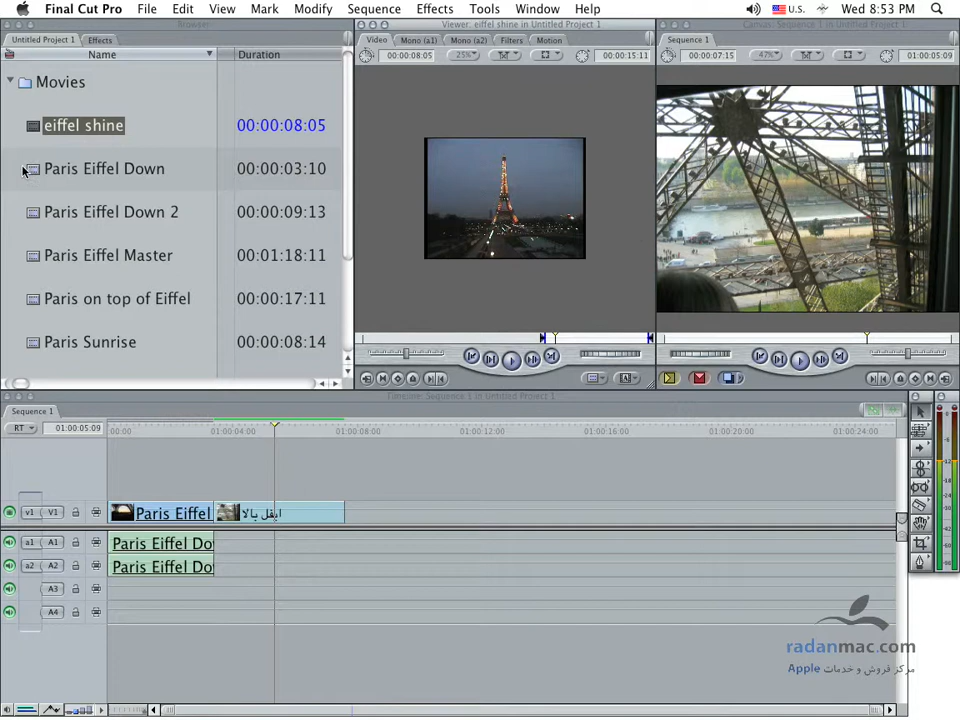 Final Cut Pro File Edit View Mark Modify Sequence Effects Tools Window Help U.S. Wed 8:53 PM
Browser
Viewer: eiffel shine in Untitled Project 1
Canvas: Sequence 1 in Untitled Project 1
Untitled Project 1 Effects
Video Mono (a1) Mono (a2) Filters Motion
Sequence 1
Name Duration
00:00:08:05 25% 00:00:15:11
00:00:07:15 47% 01:00:05:09
Movies
eiffel shine 00:00:08:05
Paris Eiffel Down 00:00:03:10
Paris Eiffel Down 2 00:00:09:13
Paris Eiffel Master 00:01:18:11
Paris on top of Eiffel 00:00:17:11
Paris Sunrise 00:00:08:14
Timeline: Sequence 1 in Untitled Project 1
Sequence 1
RT 01:00:05:09 00:00 01:00:04:00 01:00:08:00 01:00:12:00 01:00:16:00 01:00:20:00 01:00:24:00
v1 V1 Paris Eiffel ایفل بالا
a1 A1 Paris Eiffel Do
a2 A2 Paris Eiffel Do
A3
A4
radanmac.com
مرکز فروش و خدمات Apple